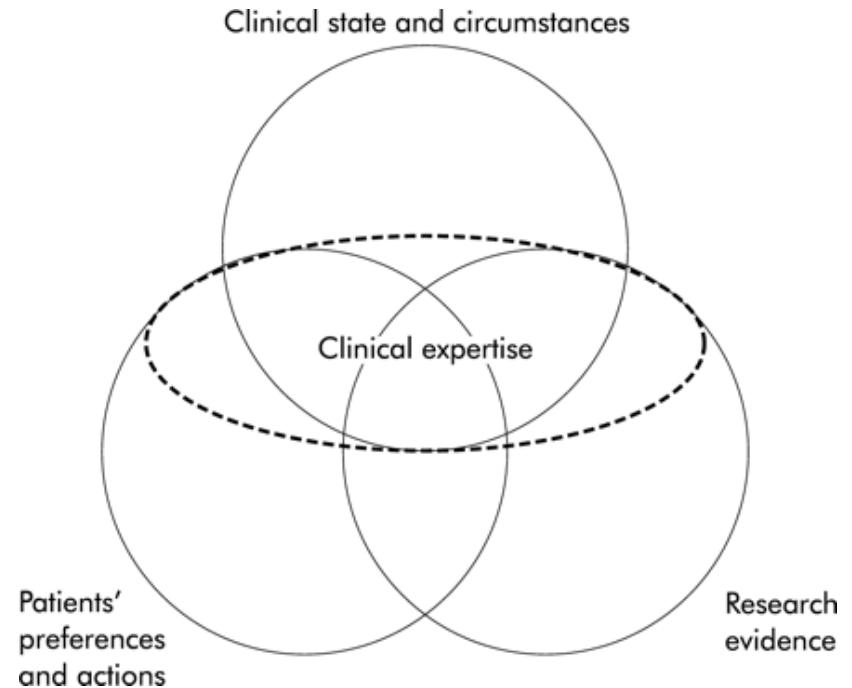 Clinical state and circumstances
Clinical expertise
Patients’
preferences
and actions
Research
evidence